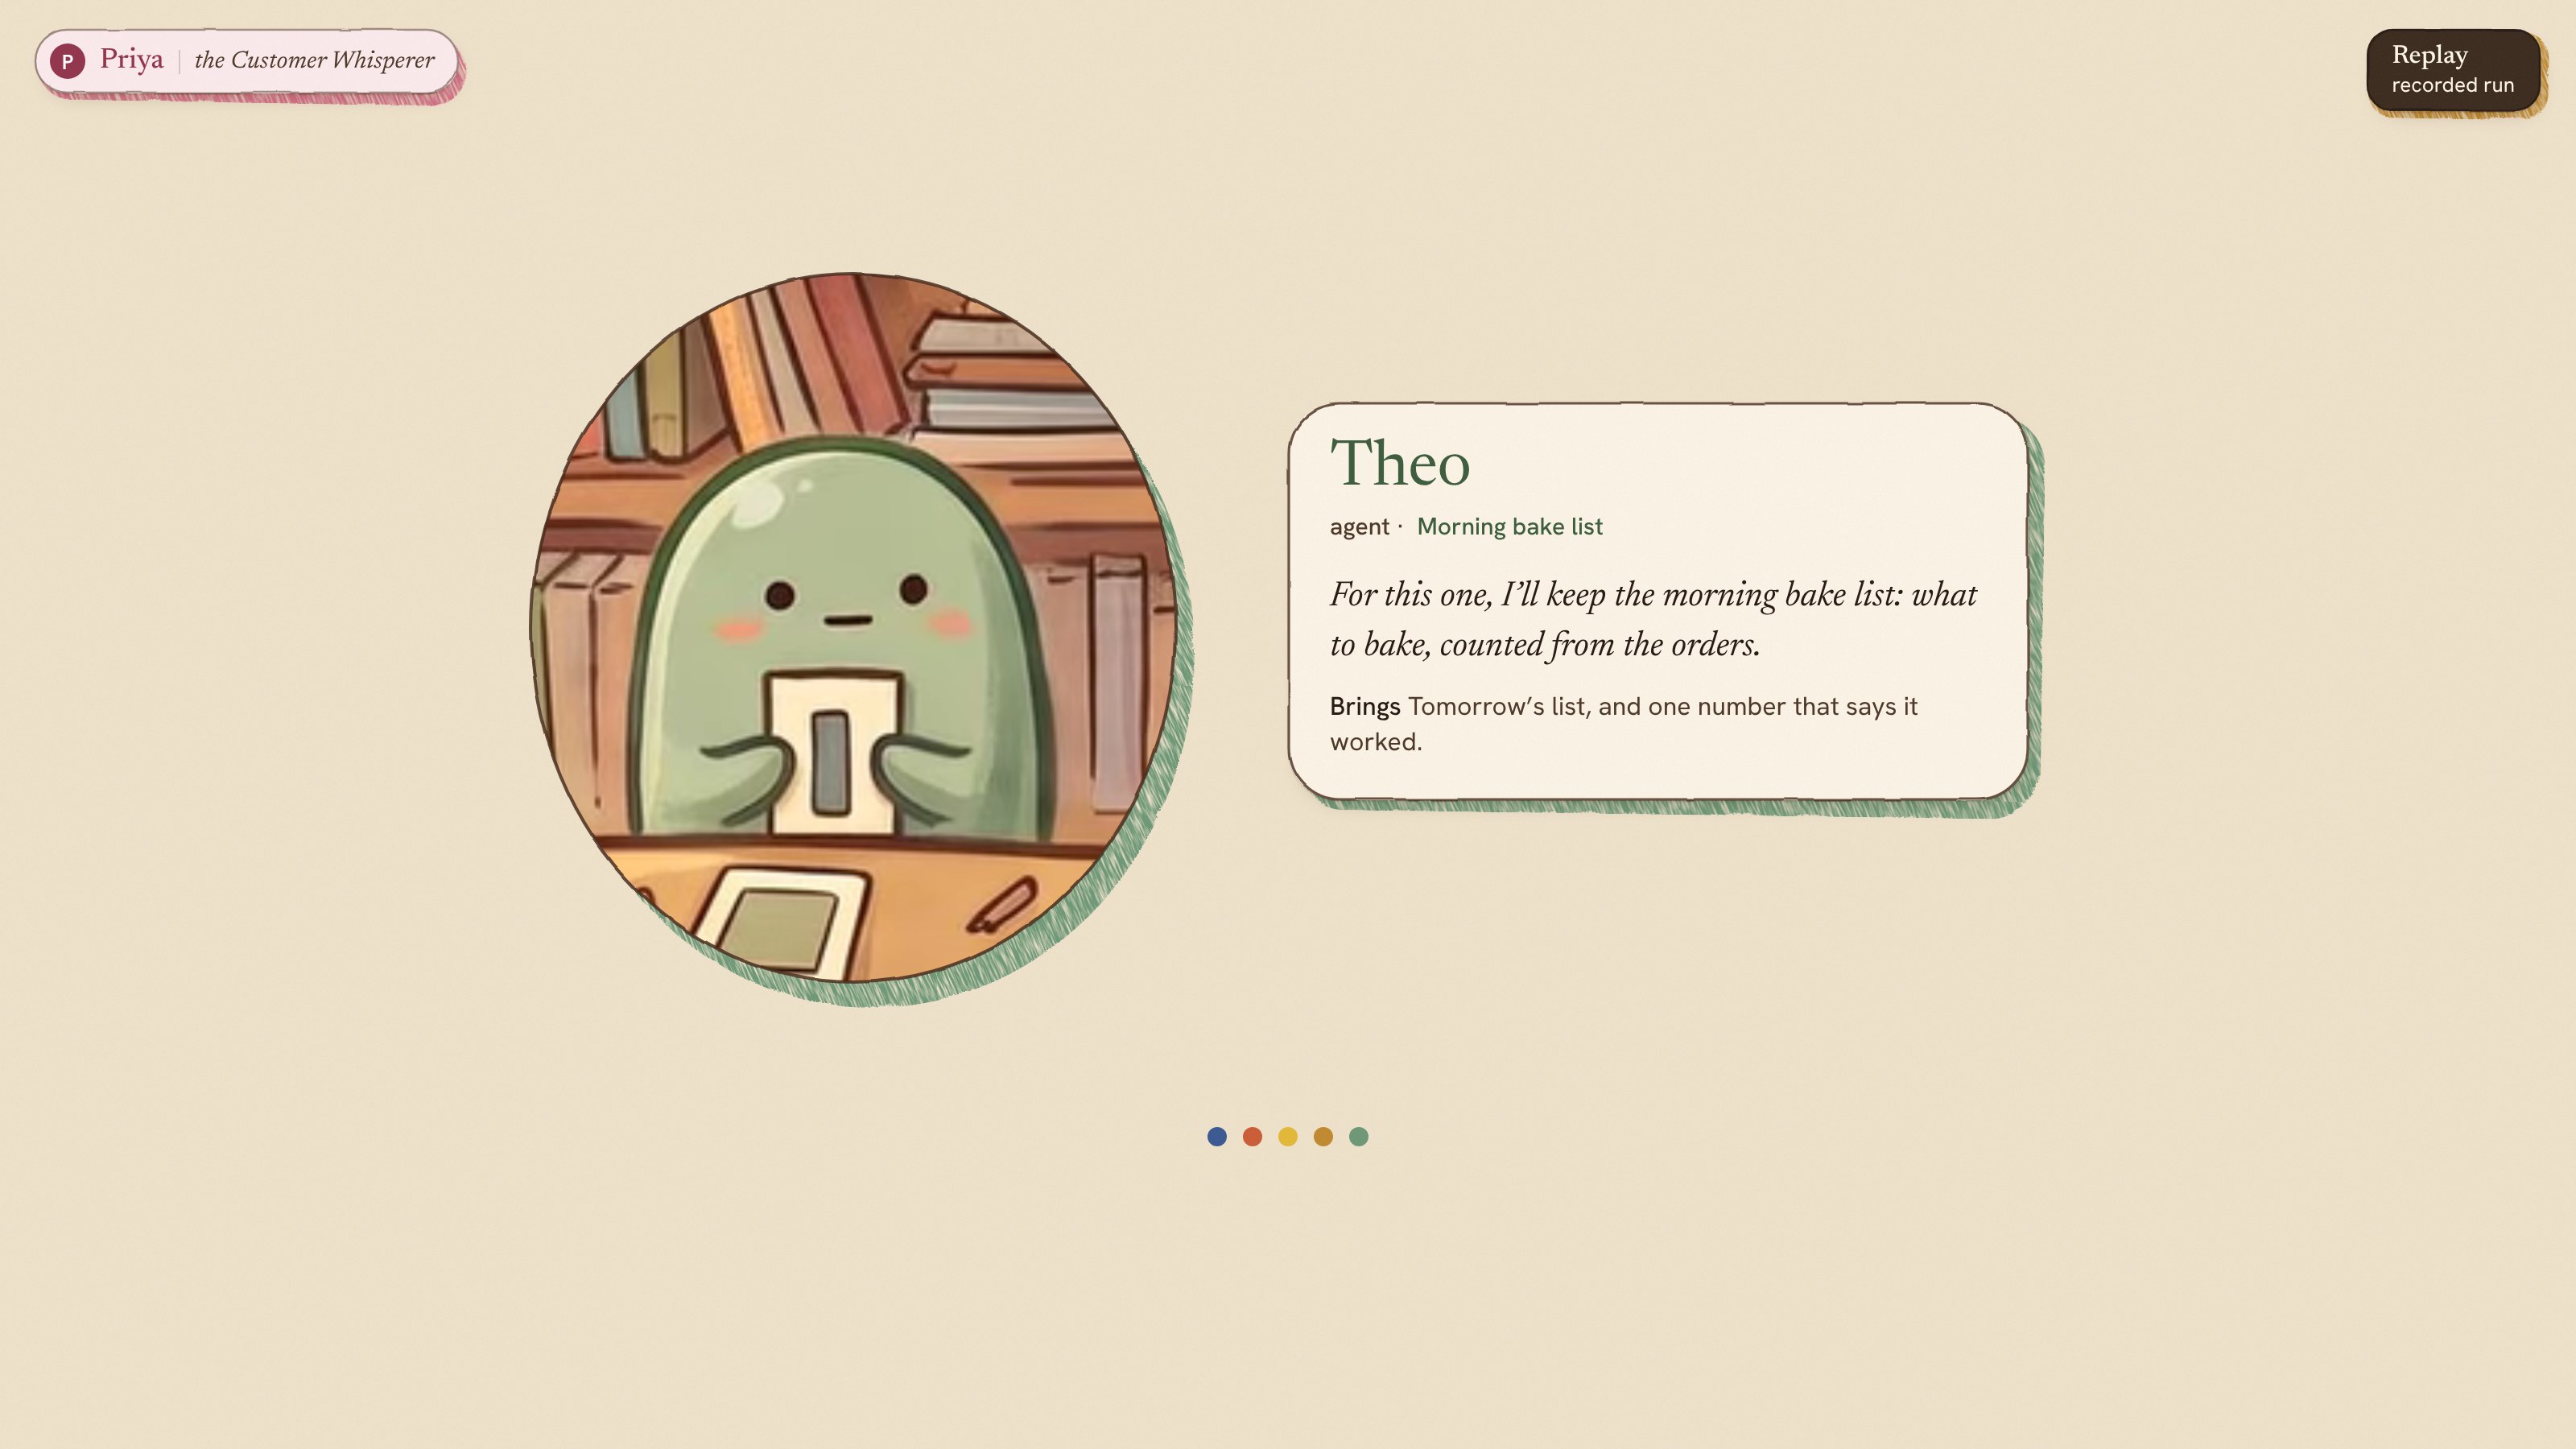 P Priya the Customer Whisperer
Replay
recorded run
Theo
agent · Morning bake list
For this one, I’ll keep the morning bake list: what
to bake, counted from the orders.
Brings Tomorrow’s list, and one number that says it
worked.